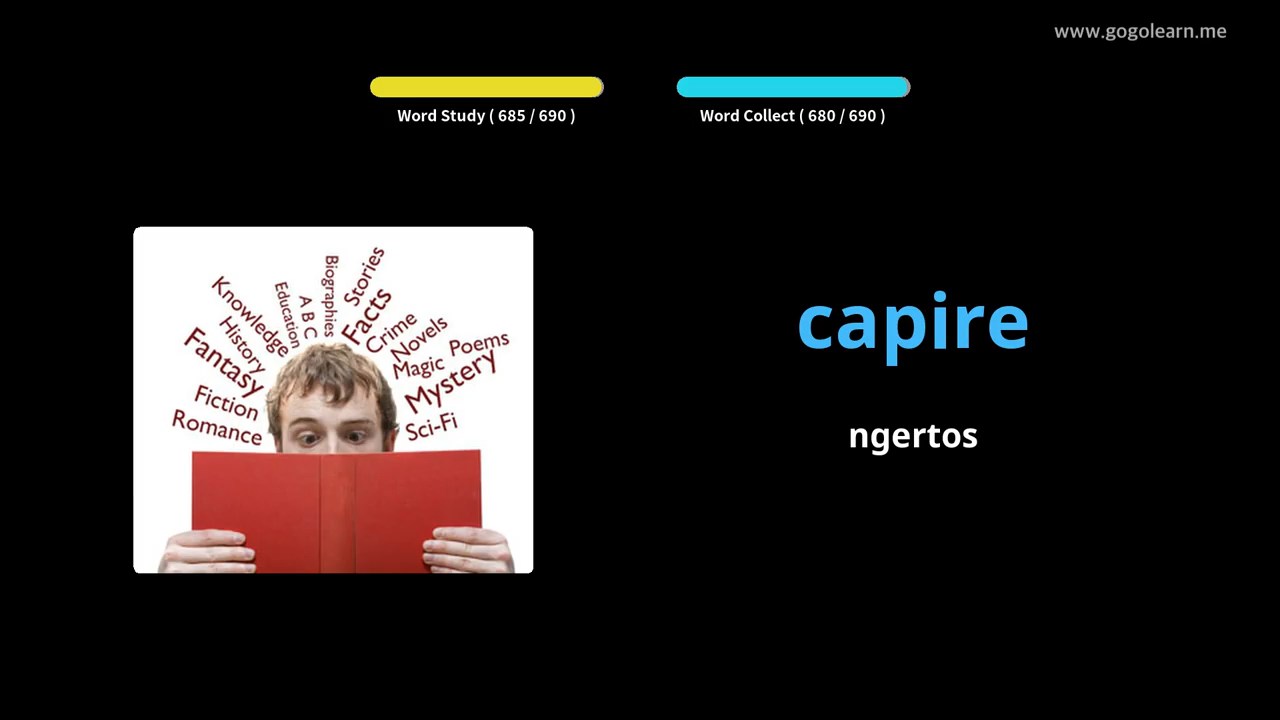 www.gogolearn.me
Word Study ( 685 / 690 )
Word Collect ( 680 / 690 )
Stories
Biographies
Facts
A B C
Education
Knowledge
Crime
Novels
History
Poems
Fantasy
Magic
Mystery
Fiction
Romance
Sci-Fi
capire
ngertos